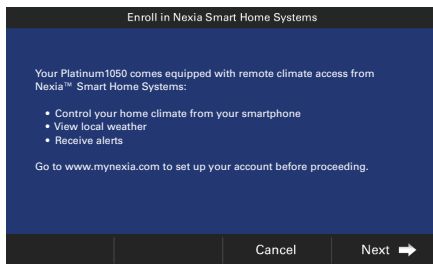 Enroll in Nexia Smart Home Systems
Your Platinum1050 comes equipped with remote climate access from
Nexia™ Smart Home Systems:
• Control your home climate from your smartphone
• View local weather
• Receive alerts
Go to www.mynexia.com to set up your account before proceeding.
Cancel
Next